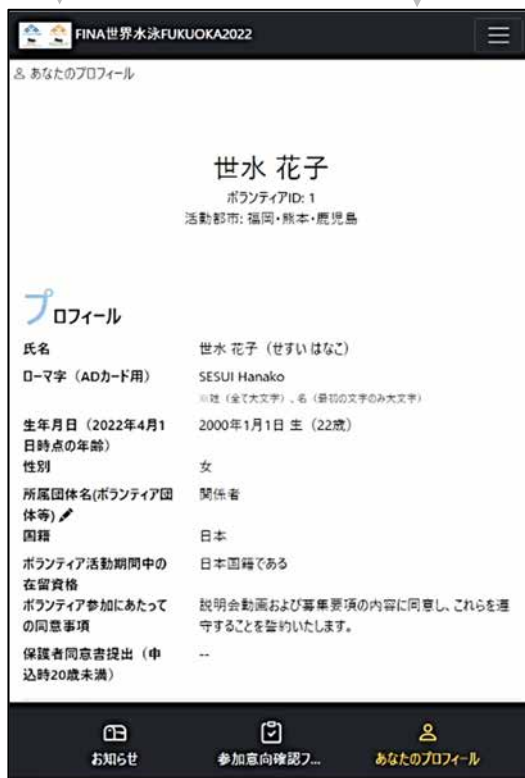 FINA世界水泳FUKUOKA2022
あなたのプロフィール
世水 花子
ボランティアID: 1
活動都市: 福岡・熊本・鹿児島
プロフィール
氏名 世水 花子（せすい はなこ）
ローマ字（ADカード用） SESUI Hanako
※姓（全て大文字）、名（最初の文字のみ大文字）
生年月日（2022年4月1 2000年1月1日 生（22歳）
日時点の年齢）
性別 女
所属団体名(ボランティア団 関係者
体等)
国籍 日本
ボランティア活動期間中の 日本国籍である
在留資格
ボランティア参加にあたって 説明会動画および募集要項の内容に同意し、これらを遵
の同意事項 守することを誓約いたします。
保護者同意書提出（申 --
込時20歳未満）
お知らせ 参加意向確認フ... あなたのプロフィール